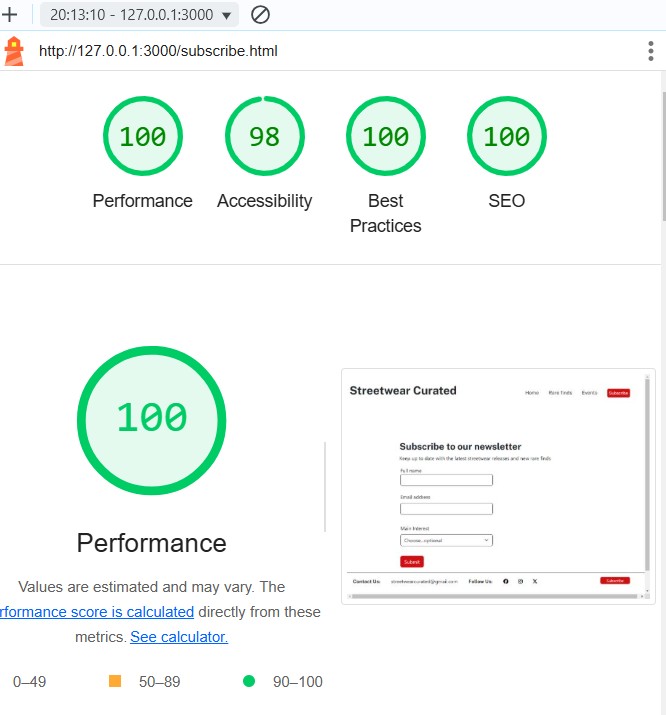 20:13:10 - 127.0.0.1:3000
http://127.0.0.1:3000/subscribe.html
100
98
100
100
Performance
Accessibility
Best
Practices
SEO
100
Performance
Values are estimated and may vary. The
rformance score is calculated directly from these
metrics. See calculator.
0–49
50–89
90–100
Streetwear Curated
Home Rare finds Events Subscribe
Subscribe to our newsletter
Keep up to date with the latest streetwear releases and new rare finds
Full name
Email address
Main Interest
Choose...optional
Submit
Contact Us: streetwearcurated@gmail.com Follow Us: Subscribe